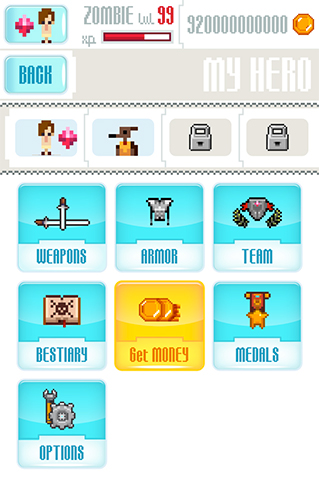 ZOMBIE Lvl 99
xp.
920000000000
BACK
MY HERO
WEAPONS
ARMOR
TEAM
BESTIARY
Get MONEY
MEDALS
OPTIONS